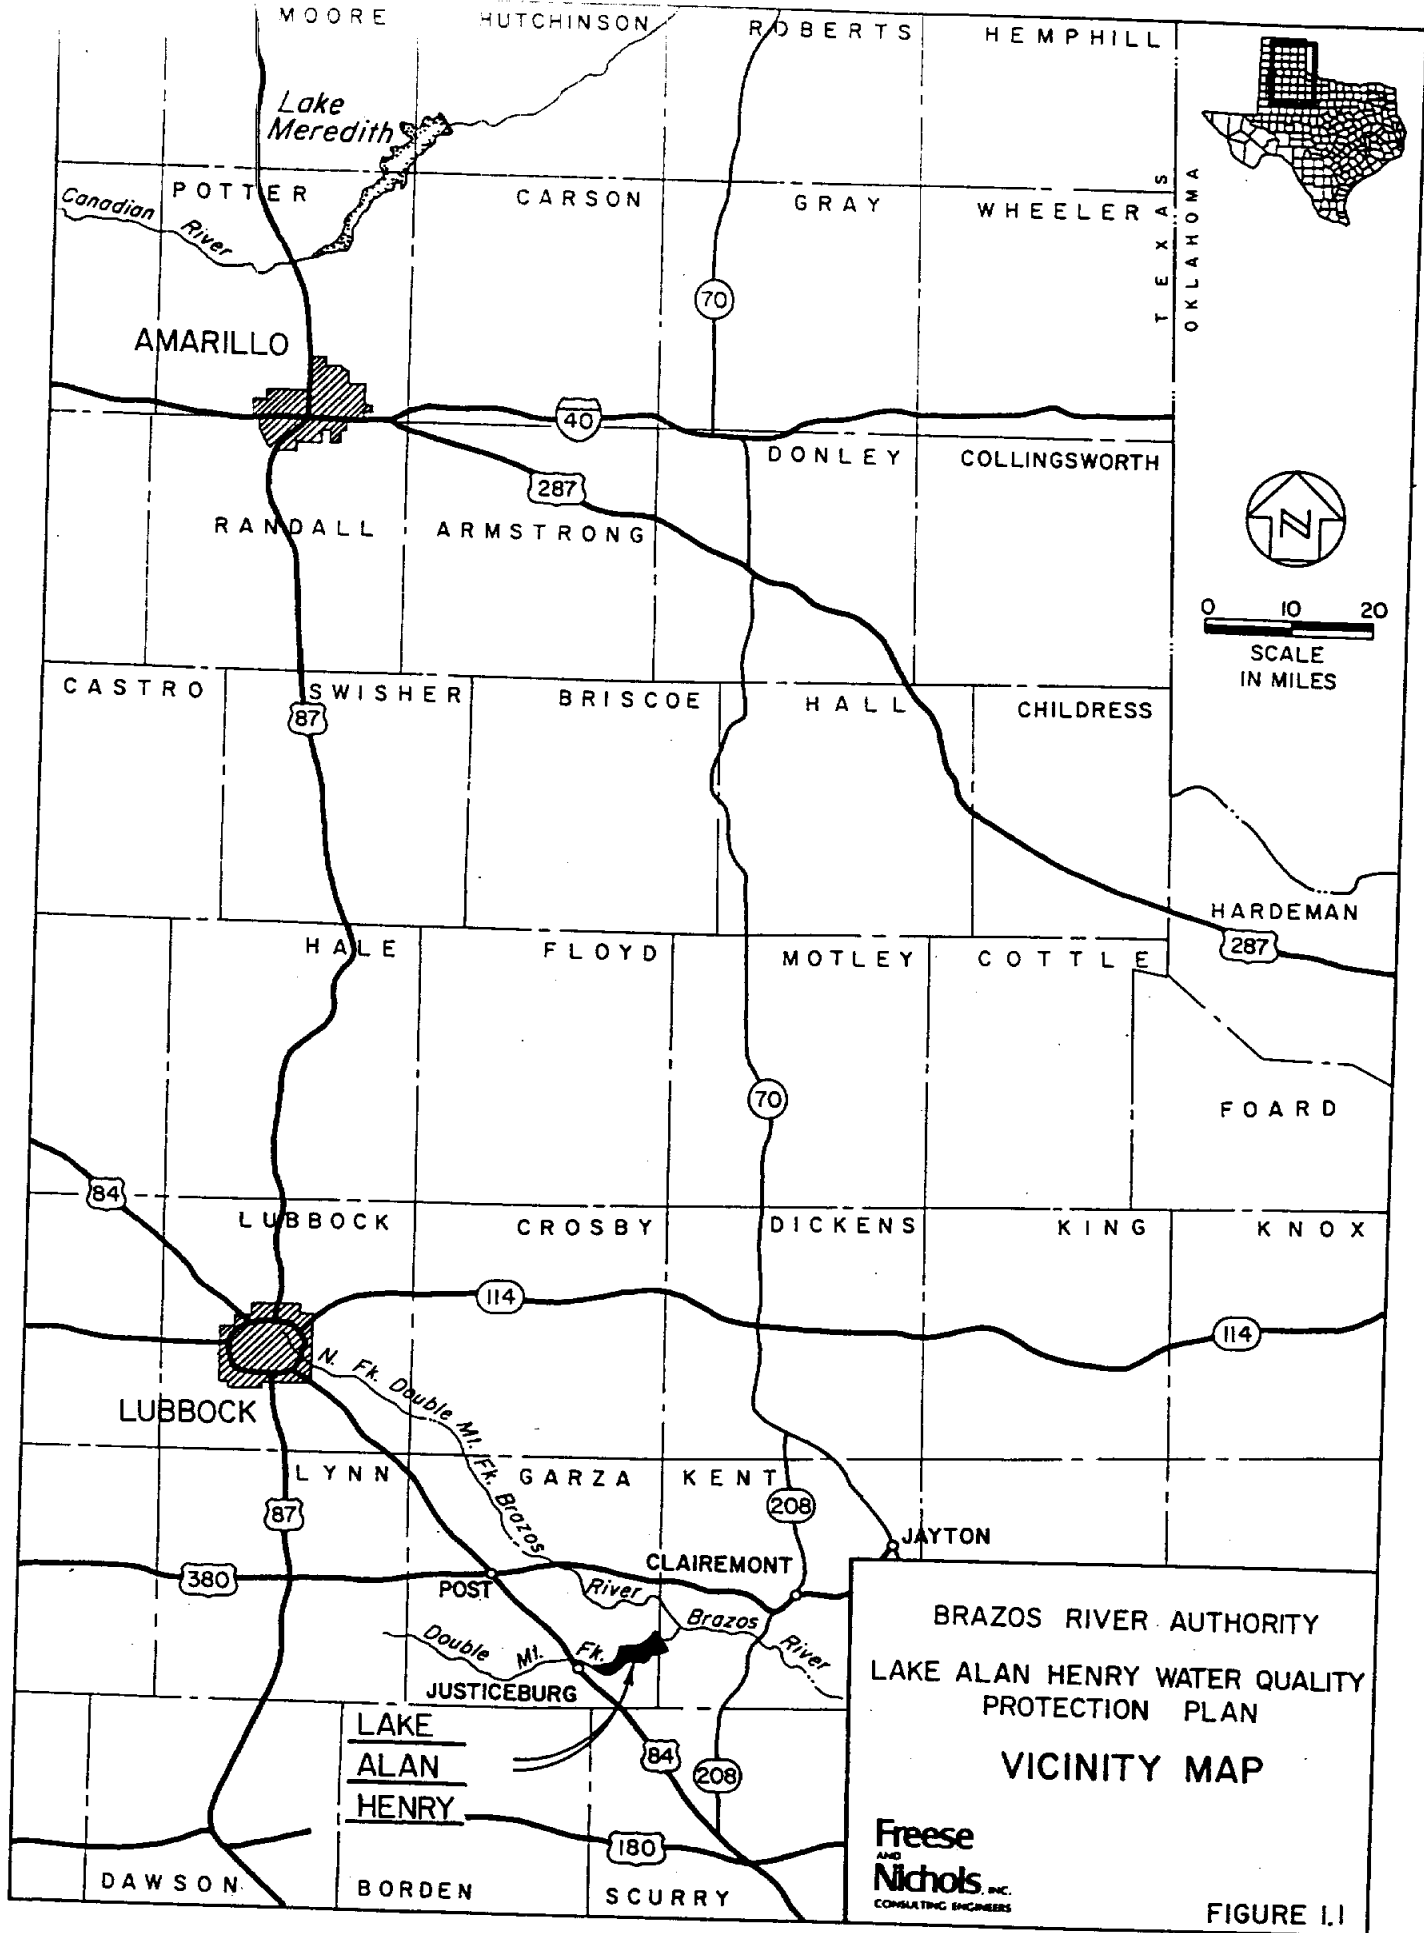 MOORE
HUTCHINSON
ROBERTS
HEMPHILL
Lake
Meredith
POTTER
CARSON
GRAY
WHEELER
TEXAS
OKLAHOMA
Canadian River
70
AMARILLO
40
DONLEY
COLLINGSWORTH
287
RANDALL
ARMSTRONG
N
0 10 20
SCALE
IN MILES
CASTRO
SWISHER
BRISCOE
HALL
CHILDRESS
87
HARDEMAN
287
HALE
FLOYD
MOTLEY
COTTLE
70
FOARD
84
LUBBOCK
CROSBY
DICKENS
KING
KNOX
114
114
N. Fk. Double Mt. Fk. Brazos River
LUBBOCK
LYNN
GARZA
KENT
87
208
JAYTON
CLAIREMONT
380
POST
Brazos River
Double Mt. Fk.
JUSTICEBURG
LAKE
ALAN
HENRY
84
208
180
DAWSON
BORDEN
SCURRY
BRAZOS RIVER AUTHORITY
LAKE ALAN HENRY WATER QUALITY
PROTECTION PLAN
VICINITY MAP
Freese
AND
Nichols, INC.
CONSULTING ENGINEERS
FIGURE 1.1